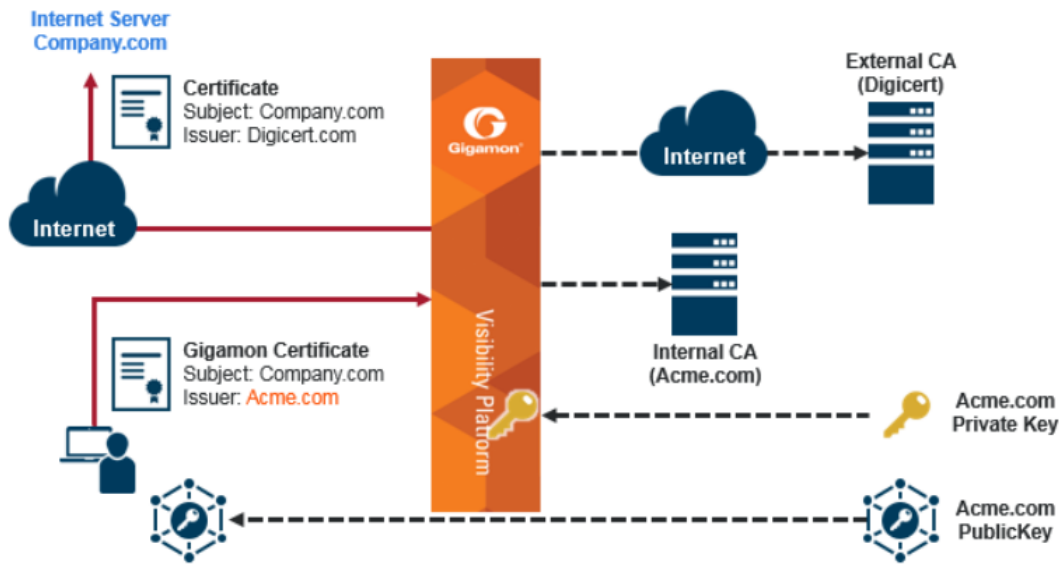 Internet Server
Company.com
Certificate
Subject: Company.com
Issuer: Digicert.com
Internet
Gigamon®
Visibility Platform
Internet
External CA
(Digicert)
Internal CA
(Acme.com)
Gigamon Certificate
Subject: Company.com
Issuer: Acme.com
Acme.com
Private Key
Acme.com
PublicKey